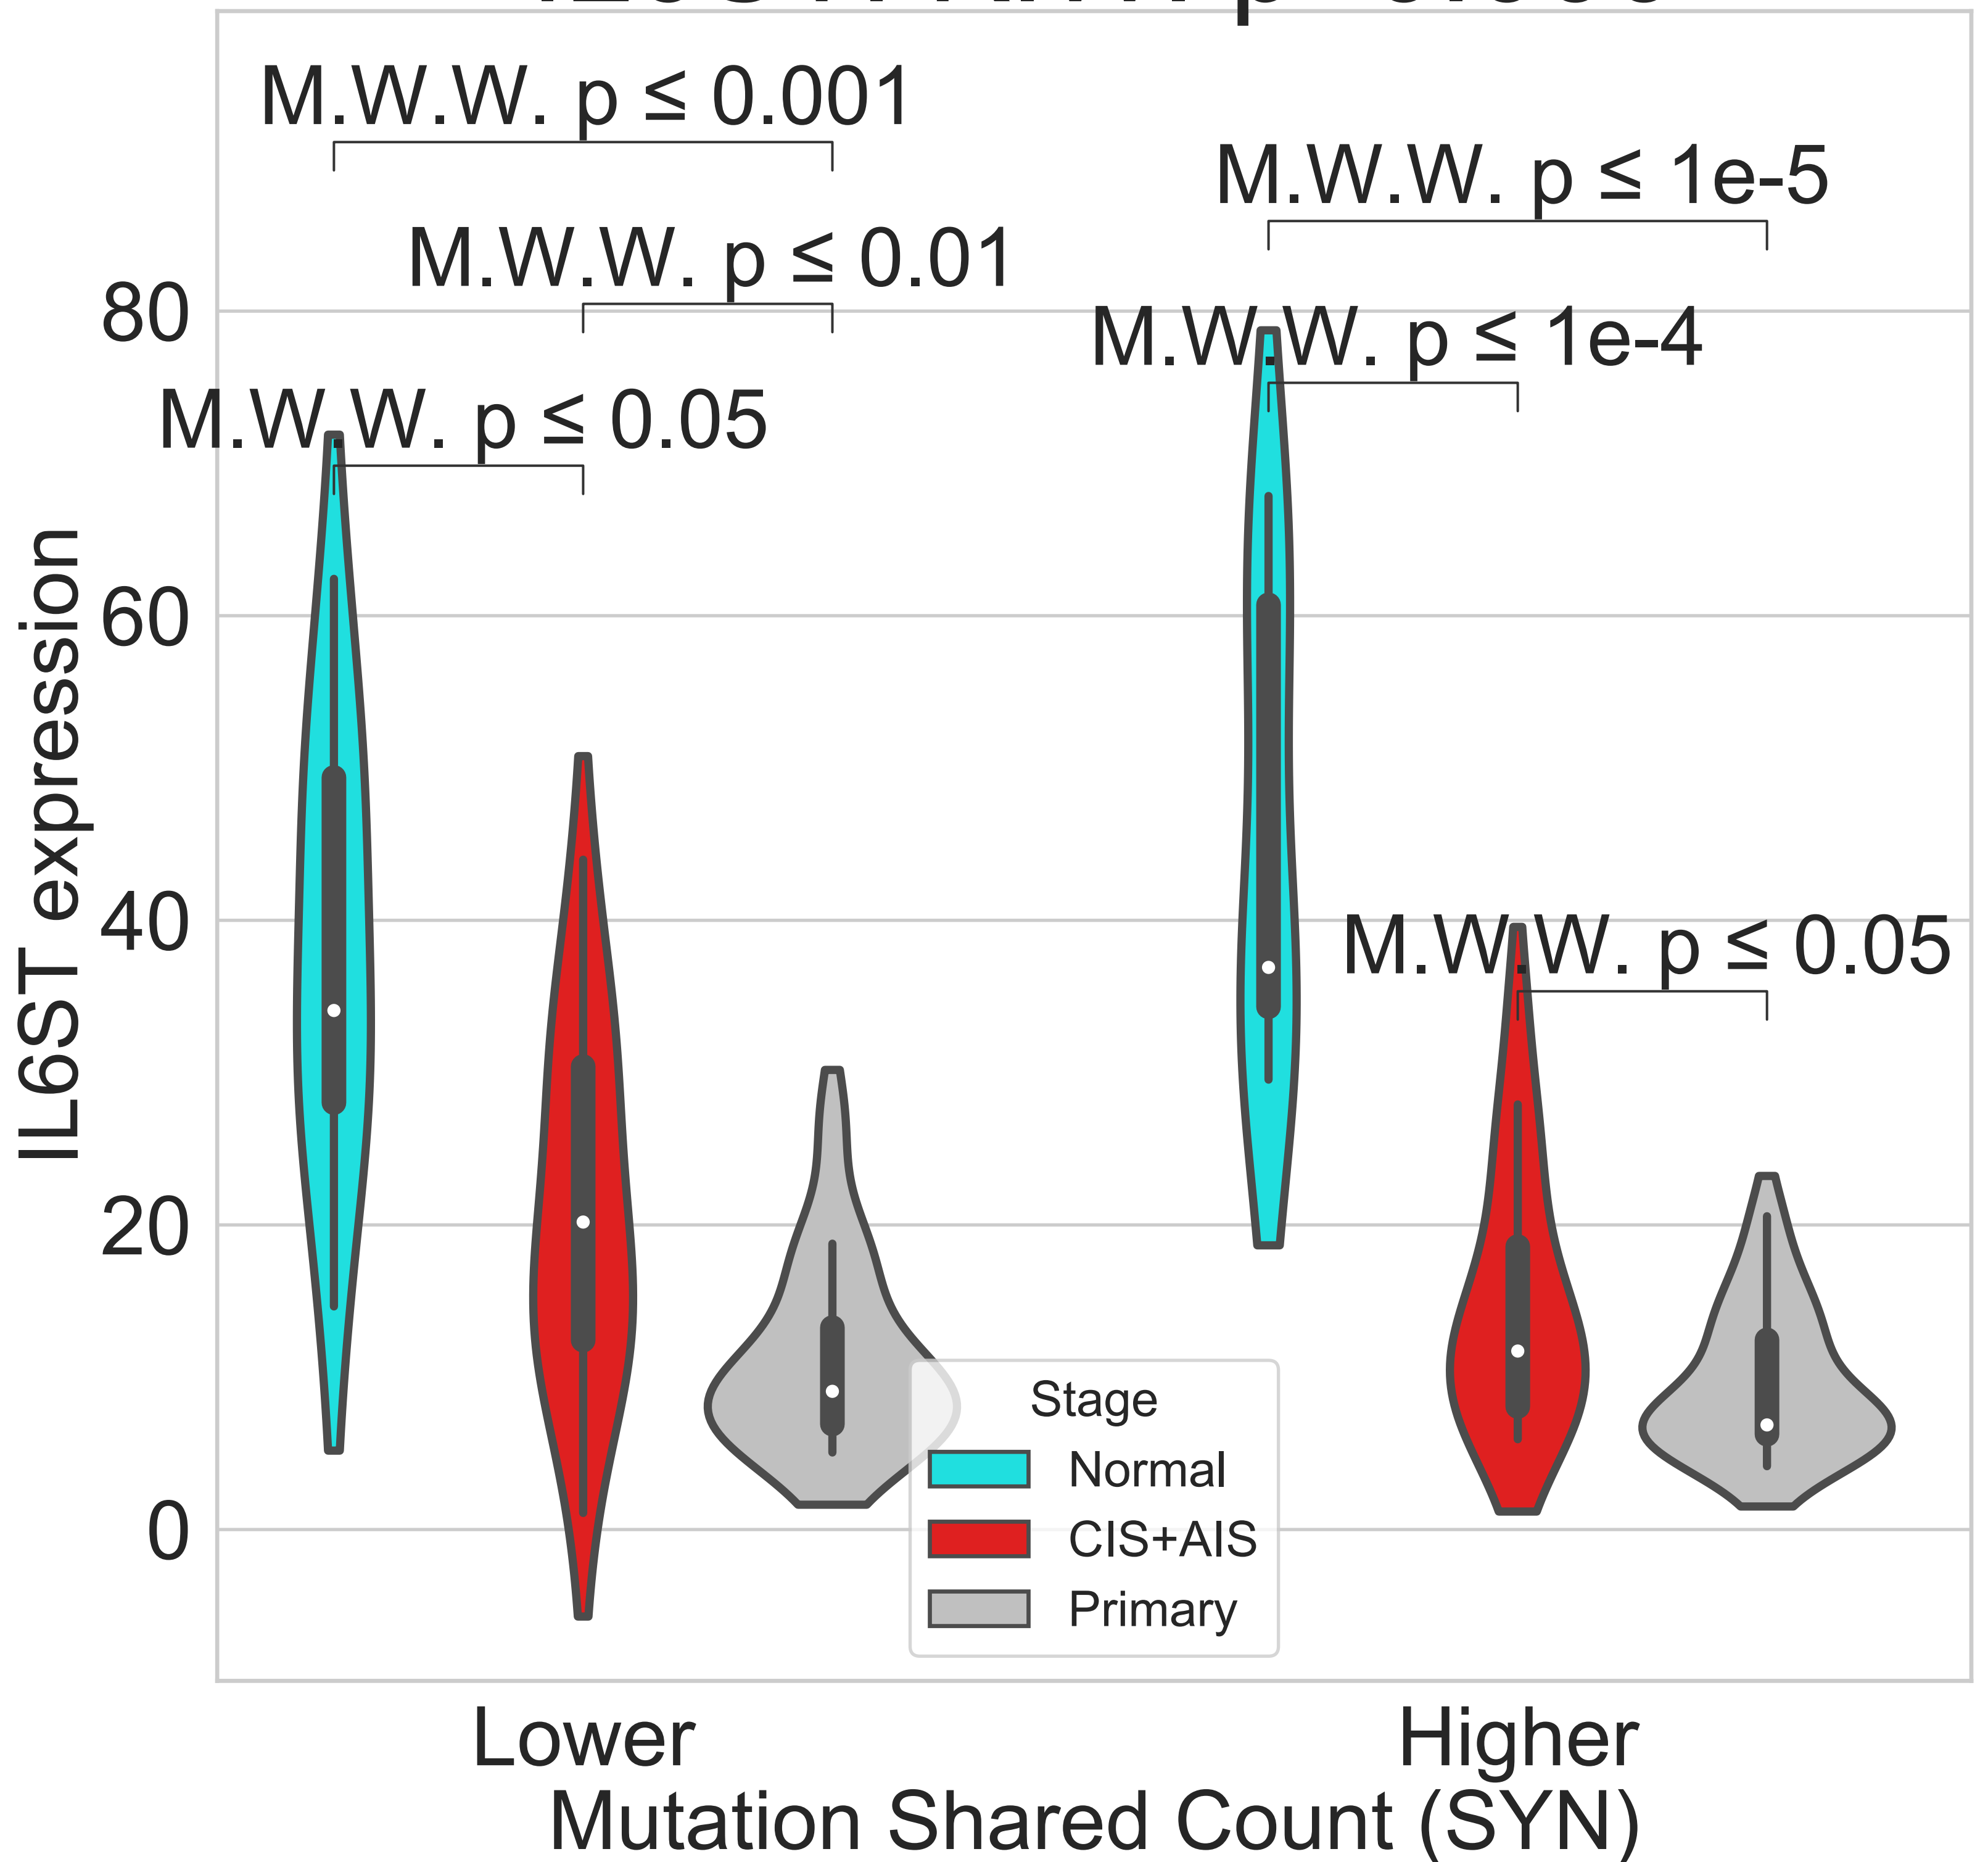 M.W.W. p ≤ 0.001
M.W.W. p ≤ 1e-5
M.W.W. p ≤ 0.01
M.W.W. p ≤ 1e-4
M.W.W. p ≤ 0.05
M.W.W. p ≤ 0.05
80
60
40
20
0
IL6ST expression
Stage
Normal
CIS+AIS
Primary
Lower
Higher
Mutation Shared Count (SYN)